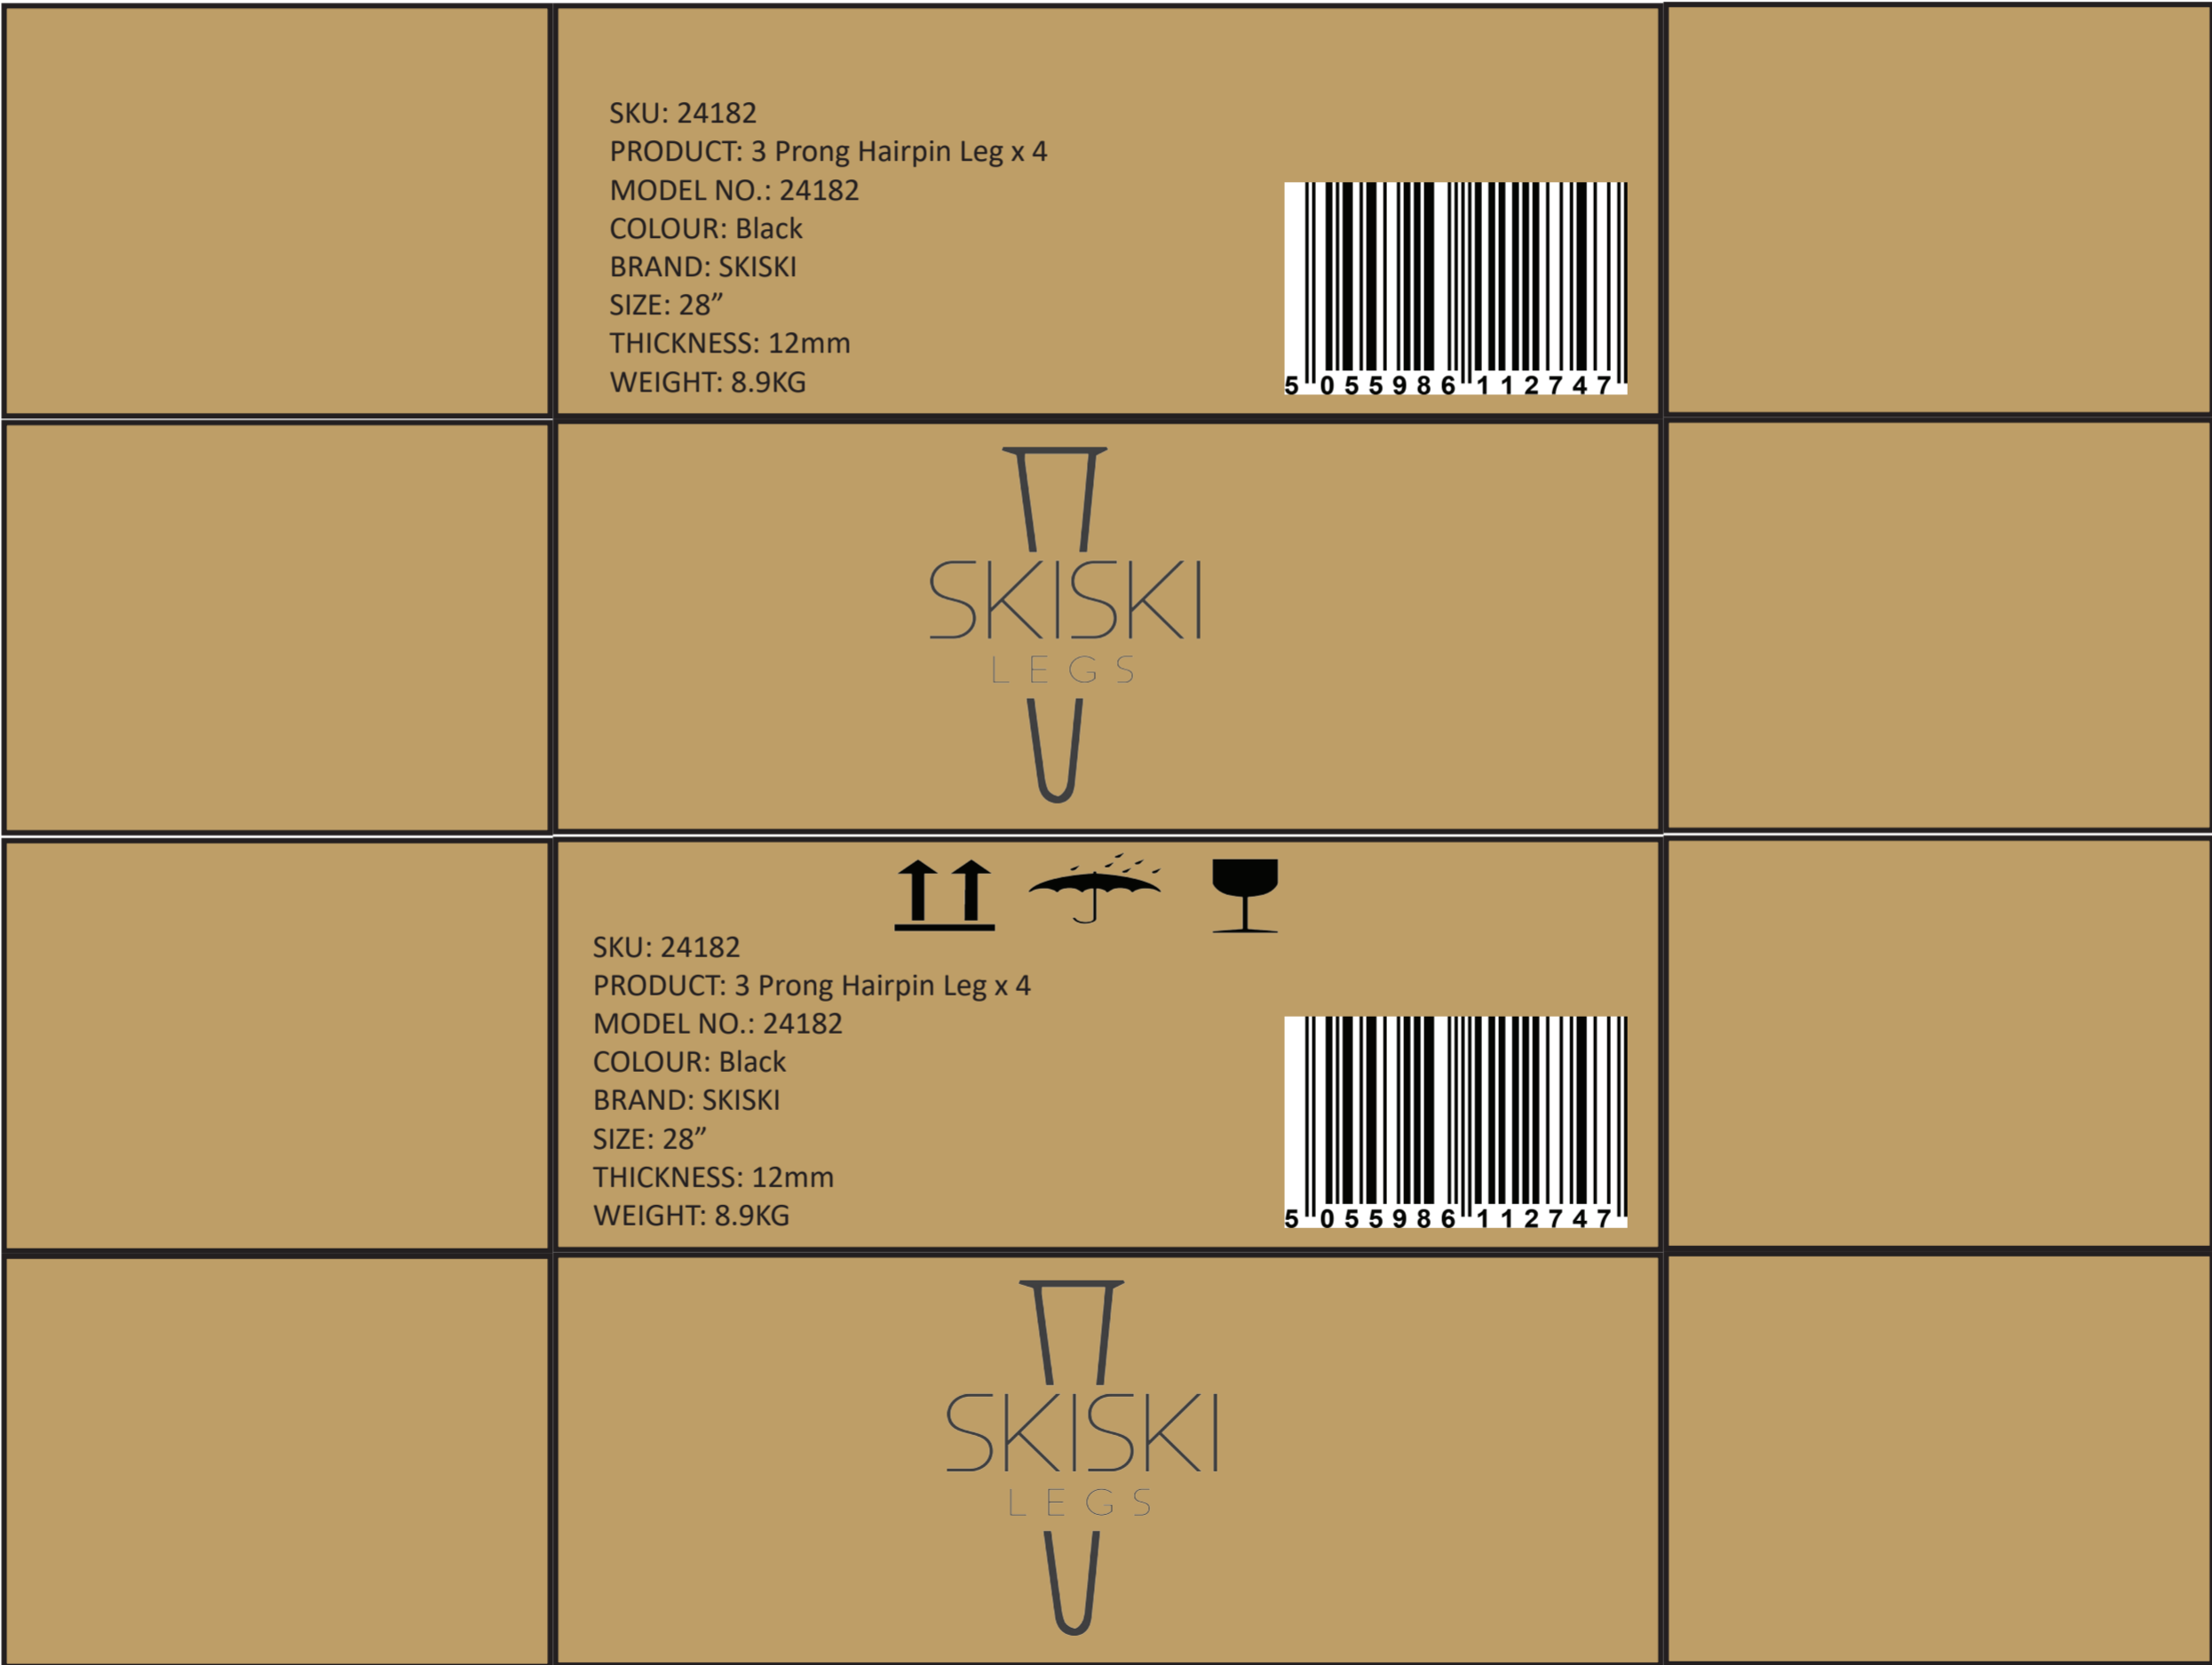 SKU: 24182
PRODUCT: 3 Prong Hairpin Leg x 4
MODEL NO.: 24182
COLOUR: Black
BRAND: SKISKI
SIZE: 28”
THICKNESS: 12mm
WEIGHT: 8.9KG
5 055986 112747
SKISKI
LEGS
SKU: 24182
PRODUCT: 3 Prong Hairpin Leg x 4
MODEL NO.: 24182
COLOUR: Black
BRAND: SKISKI
SIZE: 28”
THICKNESS: 12mm
WEIGHT: 8.9KG
5 055986 112747
SKISKI
LEGS